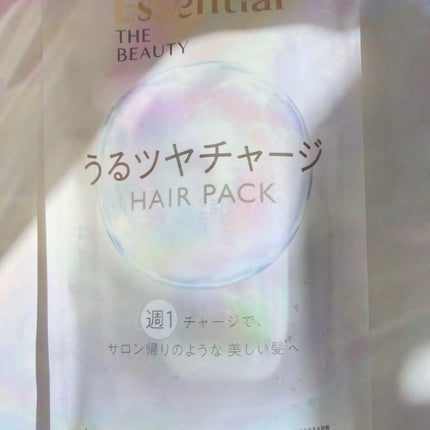 Essential
THE
BEAUTY
うるツヤチャージ
HAIR PACK
週1 チャージで、
サロン帰りのような 美しい髪へ